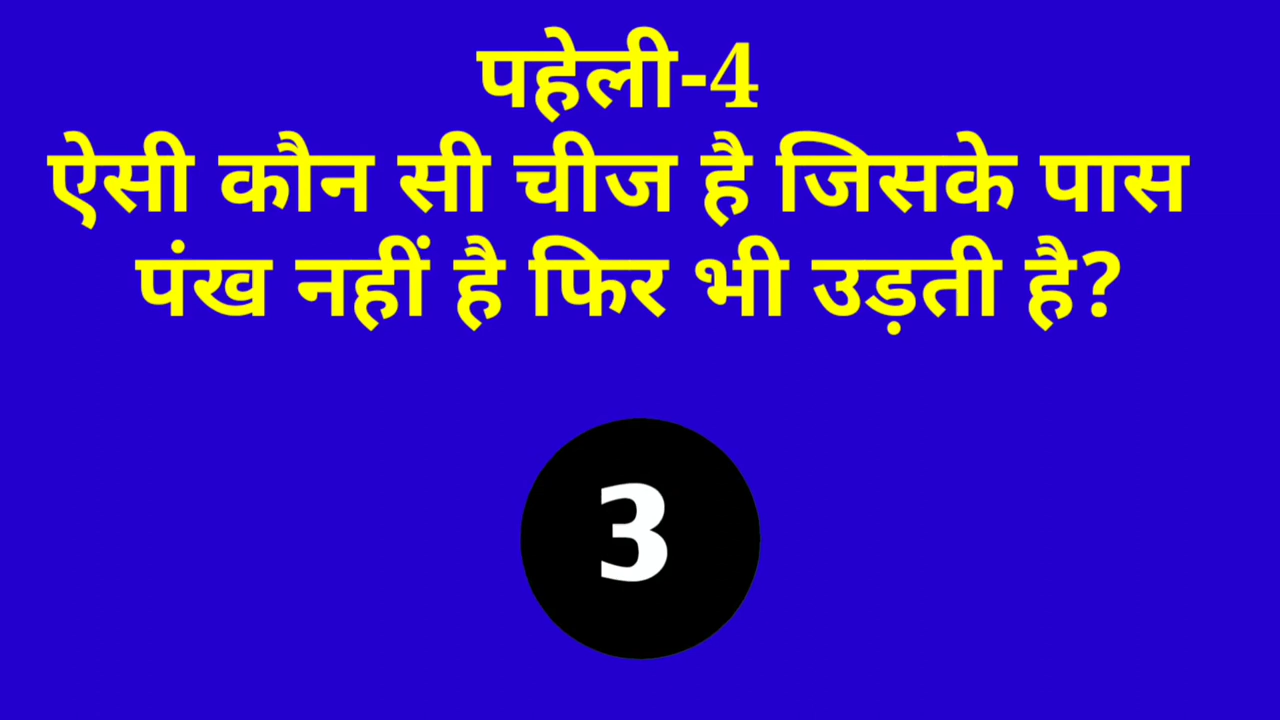 पहेली-4
ऐसी कौन सी चीज है जिसके पास
पंख नहीं है फिर भी उड़ती है?
3